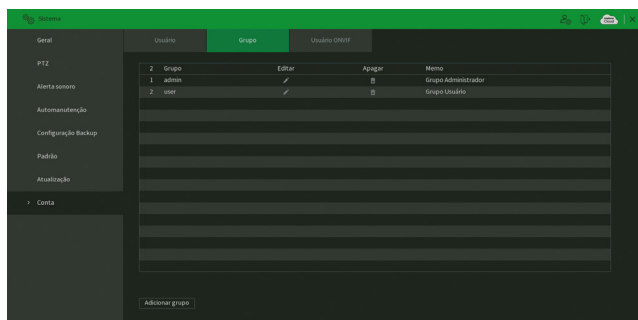 Sistema
Geral
PTZ
Alerta sonoro
Automanutenção
Configuração Backup
Padrão
Atualização
> Conta
Usuário Grupo Usuário ONVIF
2 Grupo Editar Apagar Memo
1 admin Grupo Administrador
2 user Grupo Usuário
Adicionar grupo